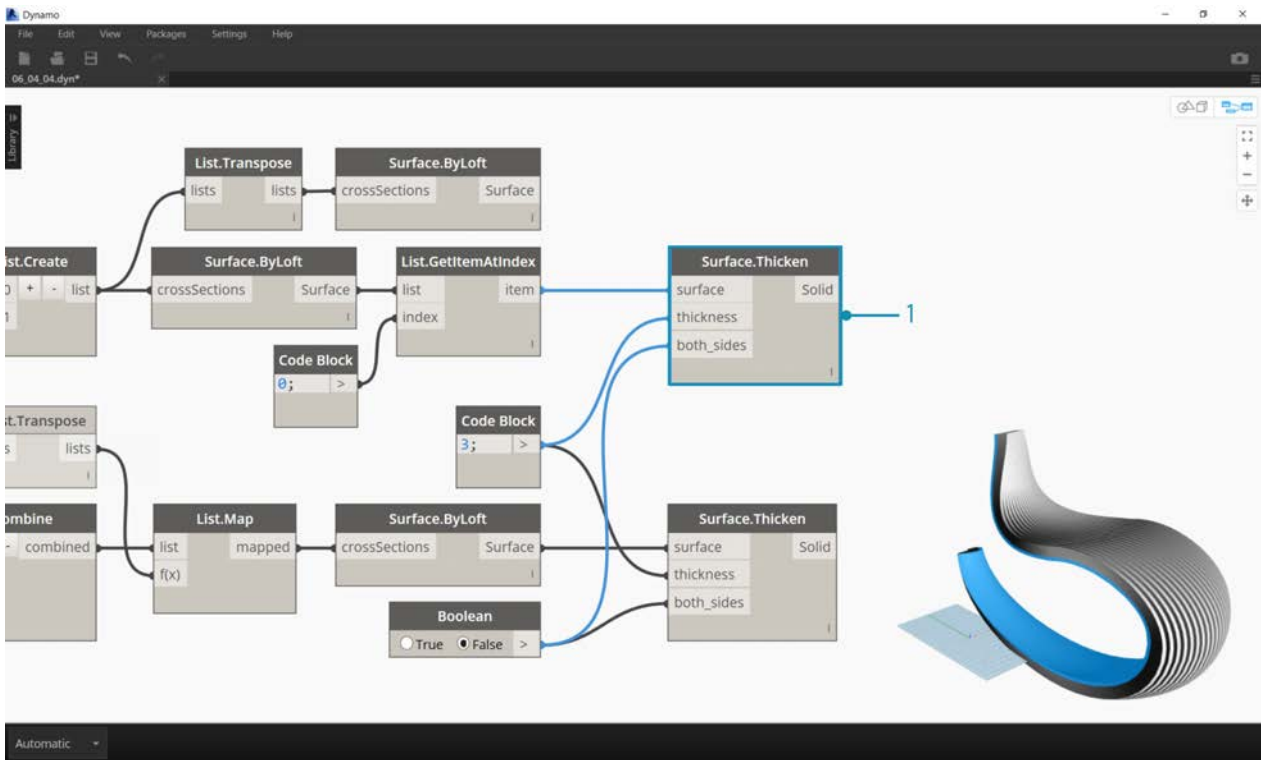 Dynamo
File Edit View Packages Settings Help
06_04_04.dyn*
Library
List.Transpose
lists lists
Surface.ByLoft
crossSections Surface
ist.Create
0 + - list
1
Surface.ByLoft
crossSections Surface
List.GetItemAtIndex
list item
index
Surface.Thicken
surface Solid
thickness
both_sides
1
Code Block
0; >
st.Transpose
s lists
Code Block
3; >
ombine
- combined
List.Map
list mapped
f(x)
Surface.ByLoft
crossSections Surface
Surface.Thicken
surface Solid
thickness
both_sides
Boolean
True False >
Automatic